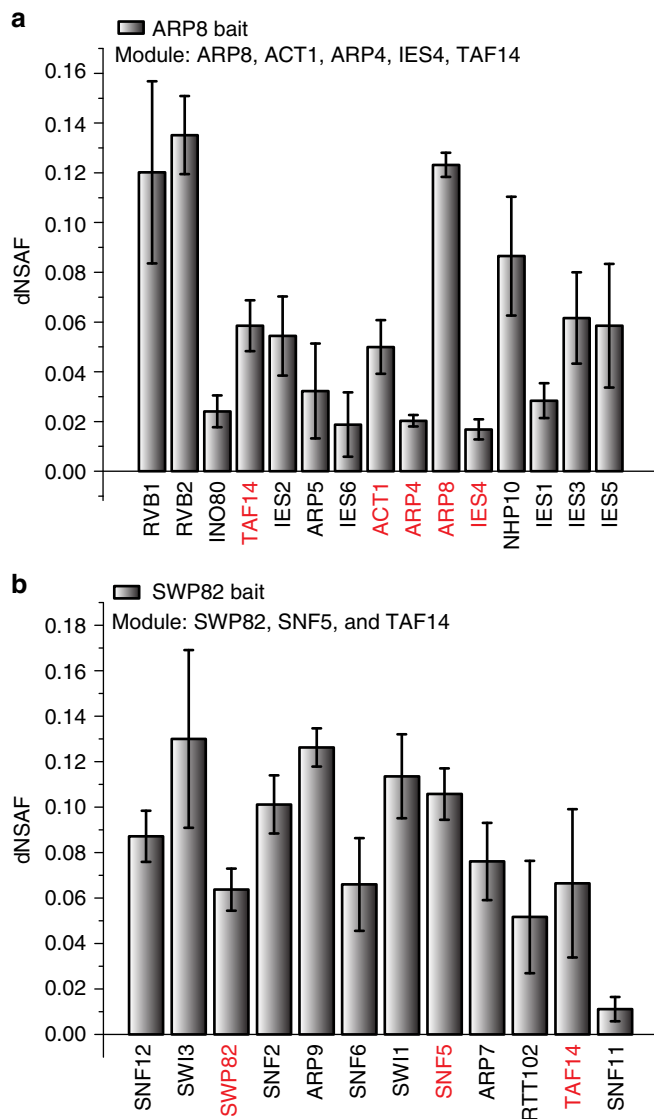 a
ARP8 bait
Module: ARP8, ACT1, ARP4, IES4, TAF14
0.16
0.14
0.12
0.10
0.08
0.06
0.04
0.02
0.00
dNSAF
RVB1
RVB2
INO80
TAF14
IES2
ARP5
IES6
ACT1
ARP4
ARP8
IES4
NHP10
IES1
IES3
IES5
b
SWP82 bait
Module: SWP82, SNF5, and TAF14
0.18
0.16
0.14
0.12
0.10
0.08
0.06
0.04
0.02
0.00
dNSAF
SNF12
SWI3
SWP82
SNF2
ARP9
SNF6
SWI1
SNF5
ARP7
RTT102
TAF14
SNF11